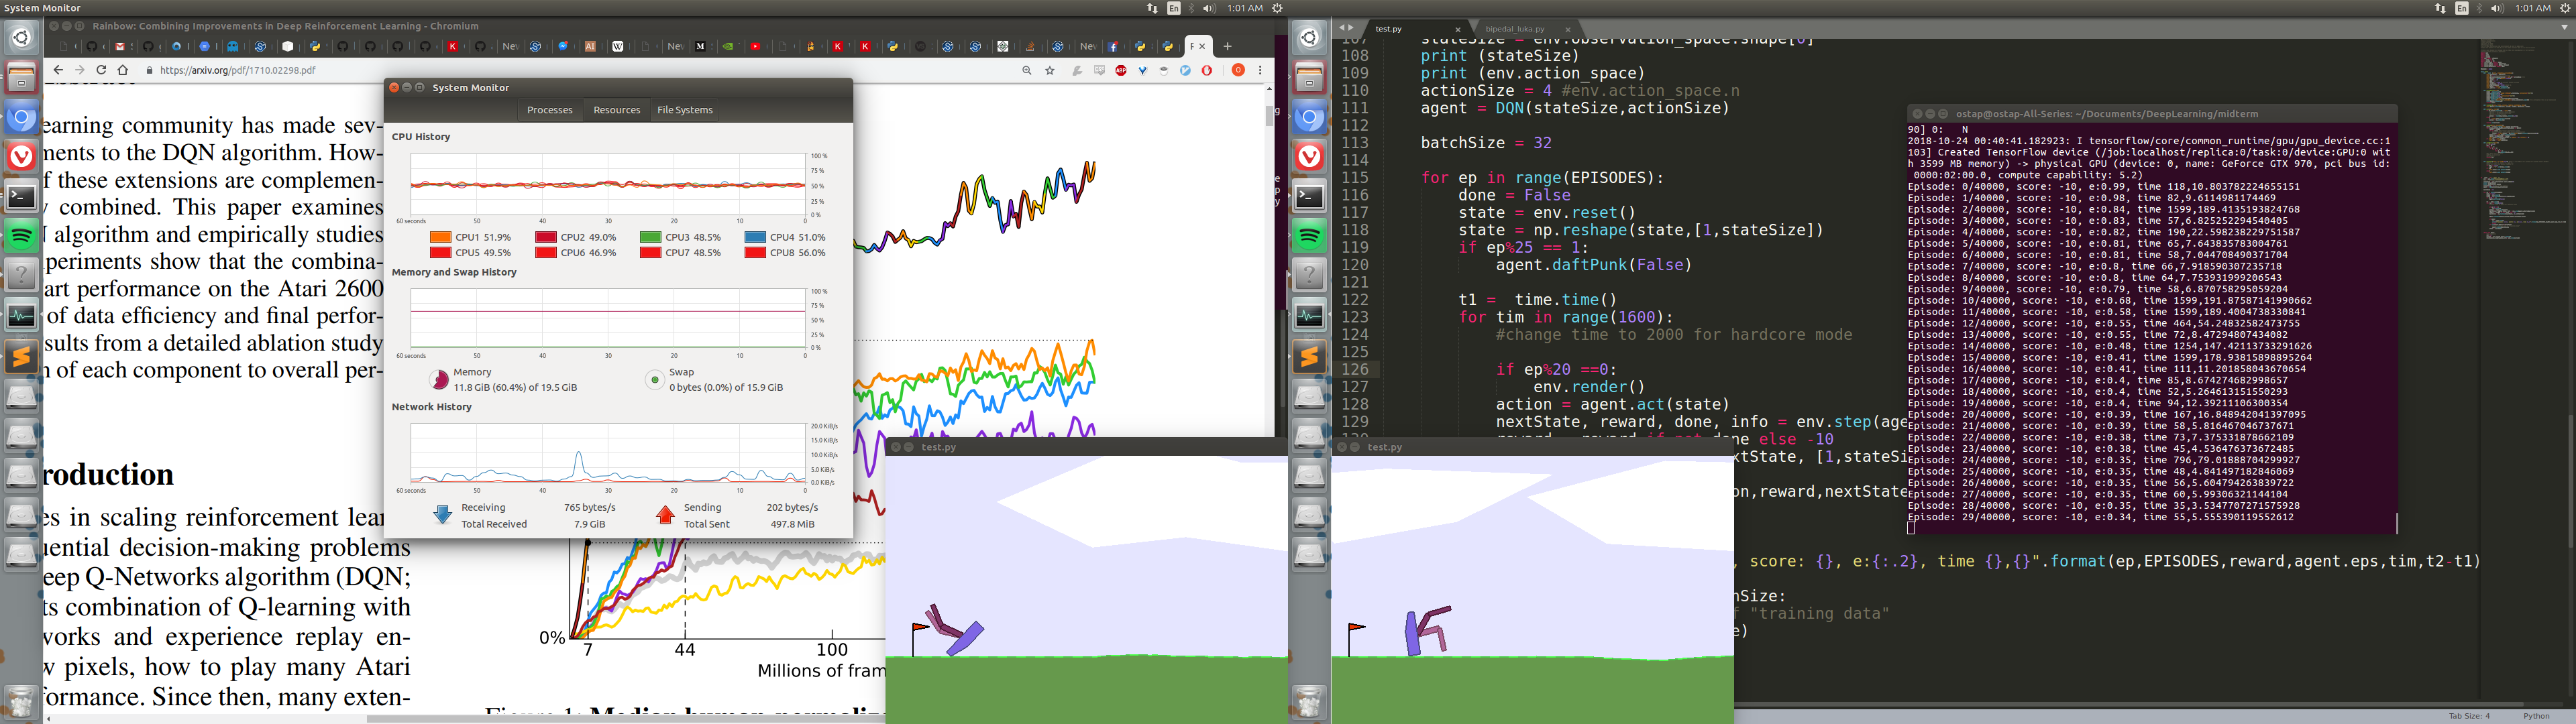 System Monitor
En
1:01 AM
En
1:01 AM
Rainbow: Combining Improvements in Deep Reinforcement Learning - Chromium
https://arxiv.org/pdf/1710.02298.pdf
earning community has made sev-
ments to the DQN algorithm. How-
f these extensions are complemen-
combined. This paper examines
algorithm and empirically studies
periments show that the combina-
art performance on the Atari 2600
of data efficiency and final perfor-
sults from a detailed ablation study
of each component to overall per-
roduction
es in scaling reinforcement lear
uential decision-making problems
eep Q-Networks algorithm (DQN;
ts combination of Q-learning with
works and experience replay en-
w pixels, how to play many Atari
formance. Since then, many exten-
0%
7
44
100
Millions of fram
System Monitor
Processes
Resources
File Systems
CPU History
100 %
75 %
50 %
25 %
0 %
60 seconds
50
40
30
20
10
0
CPU1 51.9%
CPU2 49.0%
CPU3 48.5%
CPU4 51.0%
CPU5 49.5%
CPU6 46.9%
CPU7 48.5%
CPU8 56.0%
Memory and Swap History
100 %
75 %
50 %
25 %
0 %
60 seconds
50
40
30
20
10
0
Memory
11.8 GiB (60.4%) of 19.5 GiB
Swap
0 bytes (0.0%) of 15.9 GiB
Network History
20.0 KiB/s
15.0 KiB/s
10.0 KiB/s
5.0 KiB/s
0.0 KiB/s
60 seconds
50
40
30
20
10
0
Receiving
765 bytes/s
Total Received
7.9 GiB
Sending
202 bytes/s
Total Sent
497.8 MiB
test.py
test.py
test.py
bipedal_luka.py
107 stateSize = env.observation_space.shape[0]
108 print (stateSize)
109 print (env.action_space)
110 actionSize = 4 #env.action_space.n
111 agent = DQN(stateSize,actionSize)
112
113 batchSize = 32
114
115 for ep in range(EPISODES):
116 done = False
117 state = env.reset()
118 state = np.reshape(state,[1,stateSize])
119 if ep%25 == 1:
120 agent.daftPunk(False)
121
122 t1 = time.time()
123 for tim in range(1600):
124 #change time to 2000 for hardcore mode
125
126 if ep%20 ==0:
127 env.render()
128 action = agent.act(state)
129 nextState, reward, done, info = env.step(age
done else -10
xtState, [1,stateSi
on,reward,nextState
, score: {}, e:{:.2}, time {},{}".format(ep,EPISODES,reward,agent.eps,tim,t2-t1)
hSize:
f "training data"
e)
Tab Size: 4
Python
ostap@ostap-All-Series: ~/Documents/DeepLearning/midterm
90] 0: N
2018-10-24 00:40:41.182923: I tensorflow/core/common_runtime/gpu/gpu_device.cc:1
103] Created TensorFlow device (/job:localhost/replica:0/task:0/device:GPU:0 wit
h 3599 MB memory) -> physical GPU (device: 0, name: GeForce GTX 970, pci bus id:
0000:02:00.0, compute capability: 5.2)
Episode: 0/40000, score: -10, e:0.99, time 118,10.803782224655151
Episode: 1/40000, score: -10, e:0.98, time 82,9.6114981174469
Episode: 2/40000, score: -10, e:0.84, time 1599,189.4135193824768
Episode: 3/40000, score: -10, e:0.83, time 57,6.825252294540405
Episode: 4/40000, score: -10, e:0.82, time 190,22.598238229751587
Episode: 5/40000, score: -10, e:0.81, time 65,7.643835783004761
Episode: 6/40000, score: -10, e:0.81, time 58,7.044708490371704
Episode: 7/40000, score: -10, e:0.8, time 66,7.918590307235718
Episode: 8/40000, score: -10, e:0.8, time 64,7.753931999206543
Episode: 9/40000, score: -10, e:0.79, time 58,6.870758295059204
Episode: 10/40000, score: -10, e:0.68, time 1599,191.87587141990662
Episode: 11/40000, score: -10, e:0.58, time 1599,189.4004738330841
Episode: 12/40000, score: -10, e:0.55, time 464,54.24832582473755
Episode: 13/40000, score: -10, e:0.55, time 72,8.47294807434082
Episode: 14/40000, score: -10, e:0.48, time 1254,147.42113733291626
Episode: 15/40000, score: -10, e:0.41, time 1599,178.93815898895264
Episode: 16/40000, score: -10, e:0.41, time 111,11.201858043670654
Episode: 17/40000, score: -10, e:0.4, time 85,8.674274682998657
Episode: 18/40000, score: -10, e:0.4, time 52,5.264613151550293
Episode: 19/40000, score: -10, e:0.4, time 94,12.392111063003​54
Episode: 20/40000, score: -10, e:0.39, time 167,16.848942041397095
Episode: 21/40000, score: -10, e:0.39, time 58,5.816467046737671
Episode: 22/40000, score: -10, e:0.38, time 73,7.375331878662109
Episode: 23/40000, score: -10, e:0.38, time 45,4.536476373672485
Episode: 24/40000, score: -10, e:0.35, time 796,79.01888704299927
Episode: 25/40000, score: -10, e:0.35, time 48,4.841497182846069
Episode: 26/40000, score: -10, e:0.35, time 56,5.604794263839722
Episode: 27/40000, score: -10, e:0.35, time 60,5.99306321144104
Episode: 28/40000, score: -10, e:0.35, time 35,3.5347707271575928
Episode: 29/40000, score: -10, e:0.34, time 55,5.555390119552612